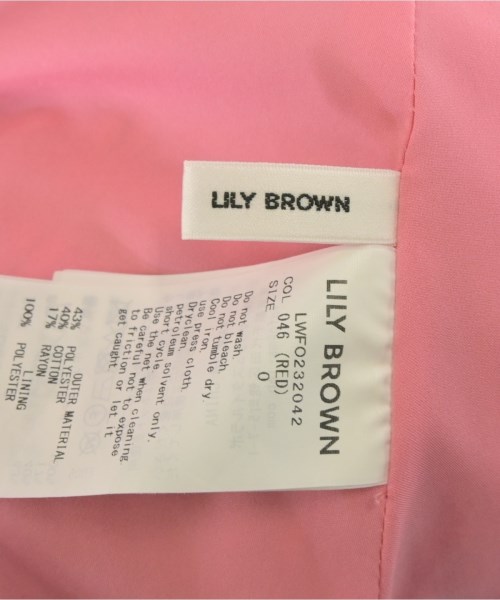 LILY BROWN
LILY BROWN
LWFO232042
COL 046 (RED)
SIZE 0
Do not wash
Do not bleach
Do not tumble dry
Cool iron.
use press cloth.
Dryclean.
petroleum solvent only.
short cycle
Use the net
Be careful when cleaning
to friction not to expose
get caught or let it
OUTER MATERIAL
43% POLYESTER
40% COTTON
17% RAYON
LINING
100% POLYESTER